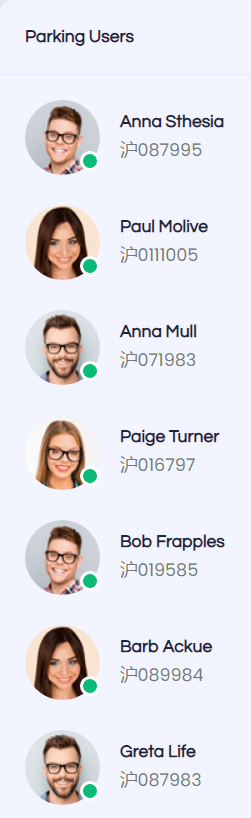 Parking Users
Anna Sthesia
沪087995
Paul Molive
沪0111005
Anna Mull
沪071983
Paige Turner
沪016797
Bob Frapples
沪019585
Barb Ackue
沪089984
Greta Life
沪087983